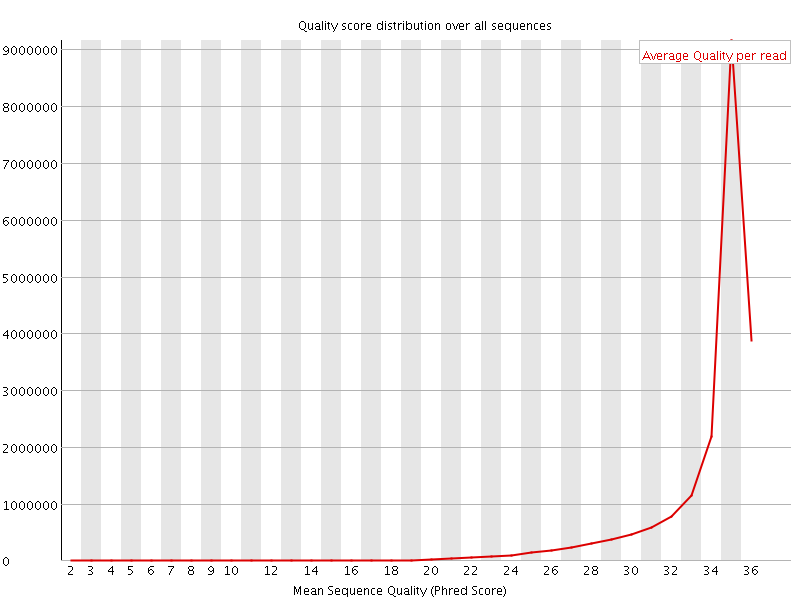 Quality score distribution over all sequences
Average Quality per read
9000000
8000000
7000000
6000000
5000000
4000000
3000000
2000000
1000000
0
2 3 4 5 6 7 8 9 10 12 14 16 18 20 22 24 26 28 30 32 34 36
Mean Sequence Quality (Phred Score)